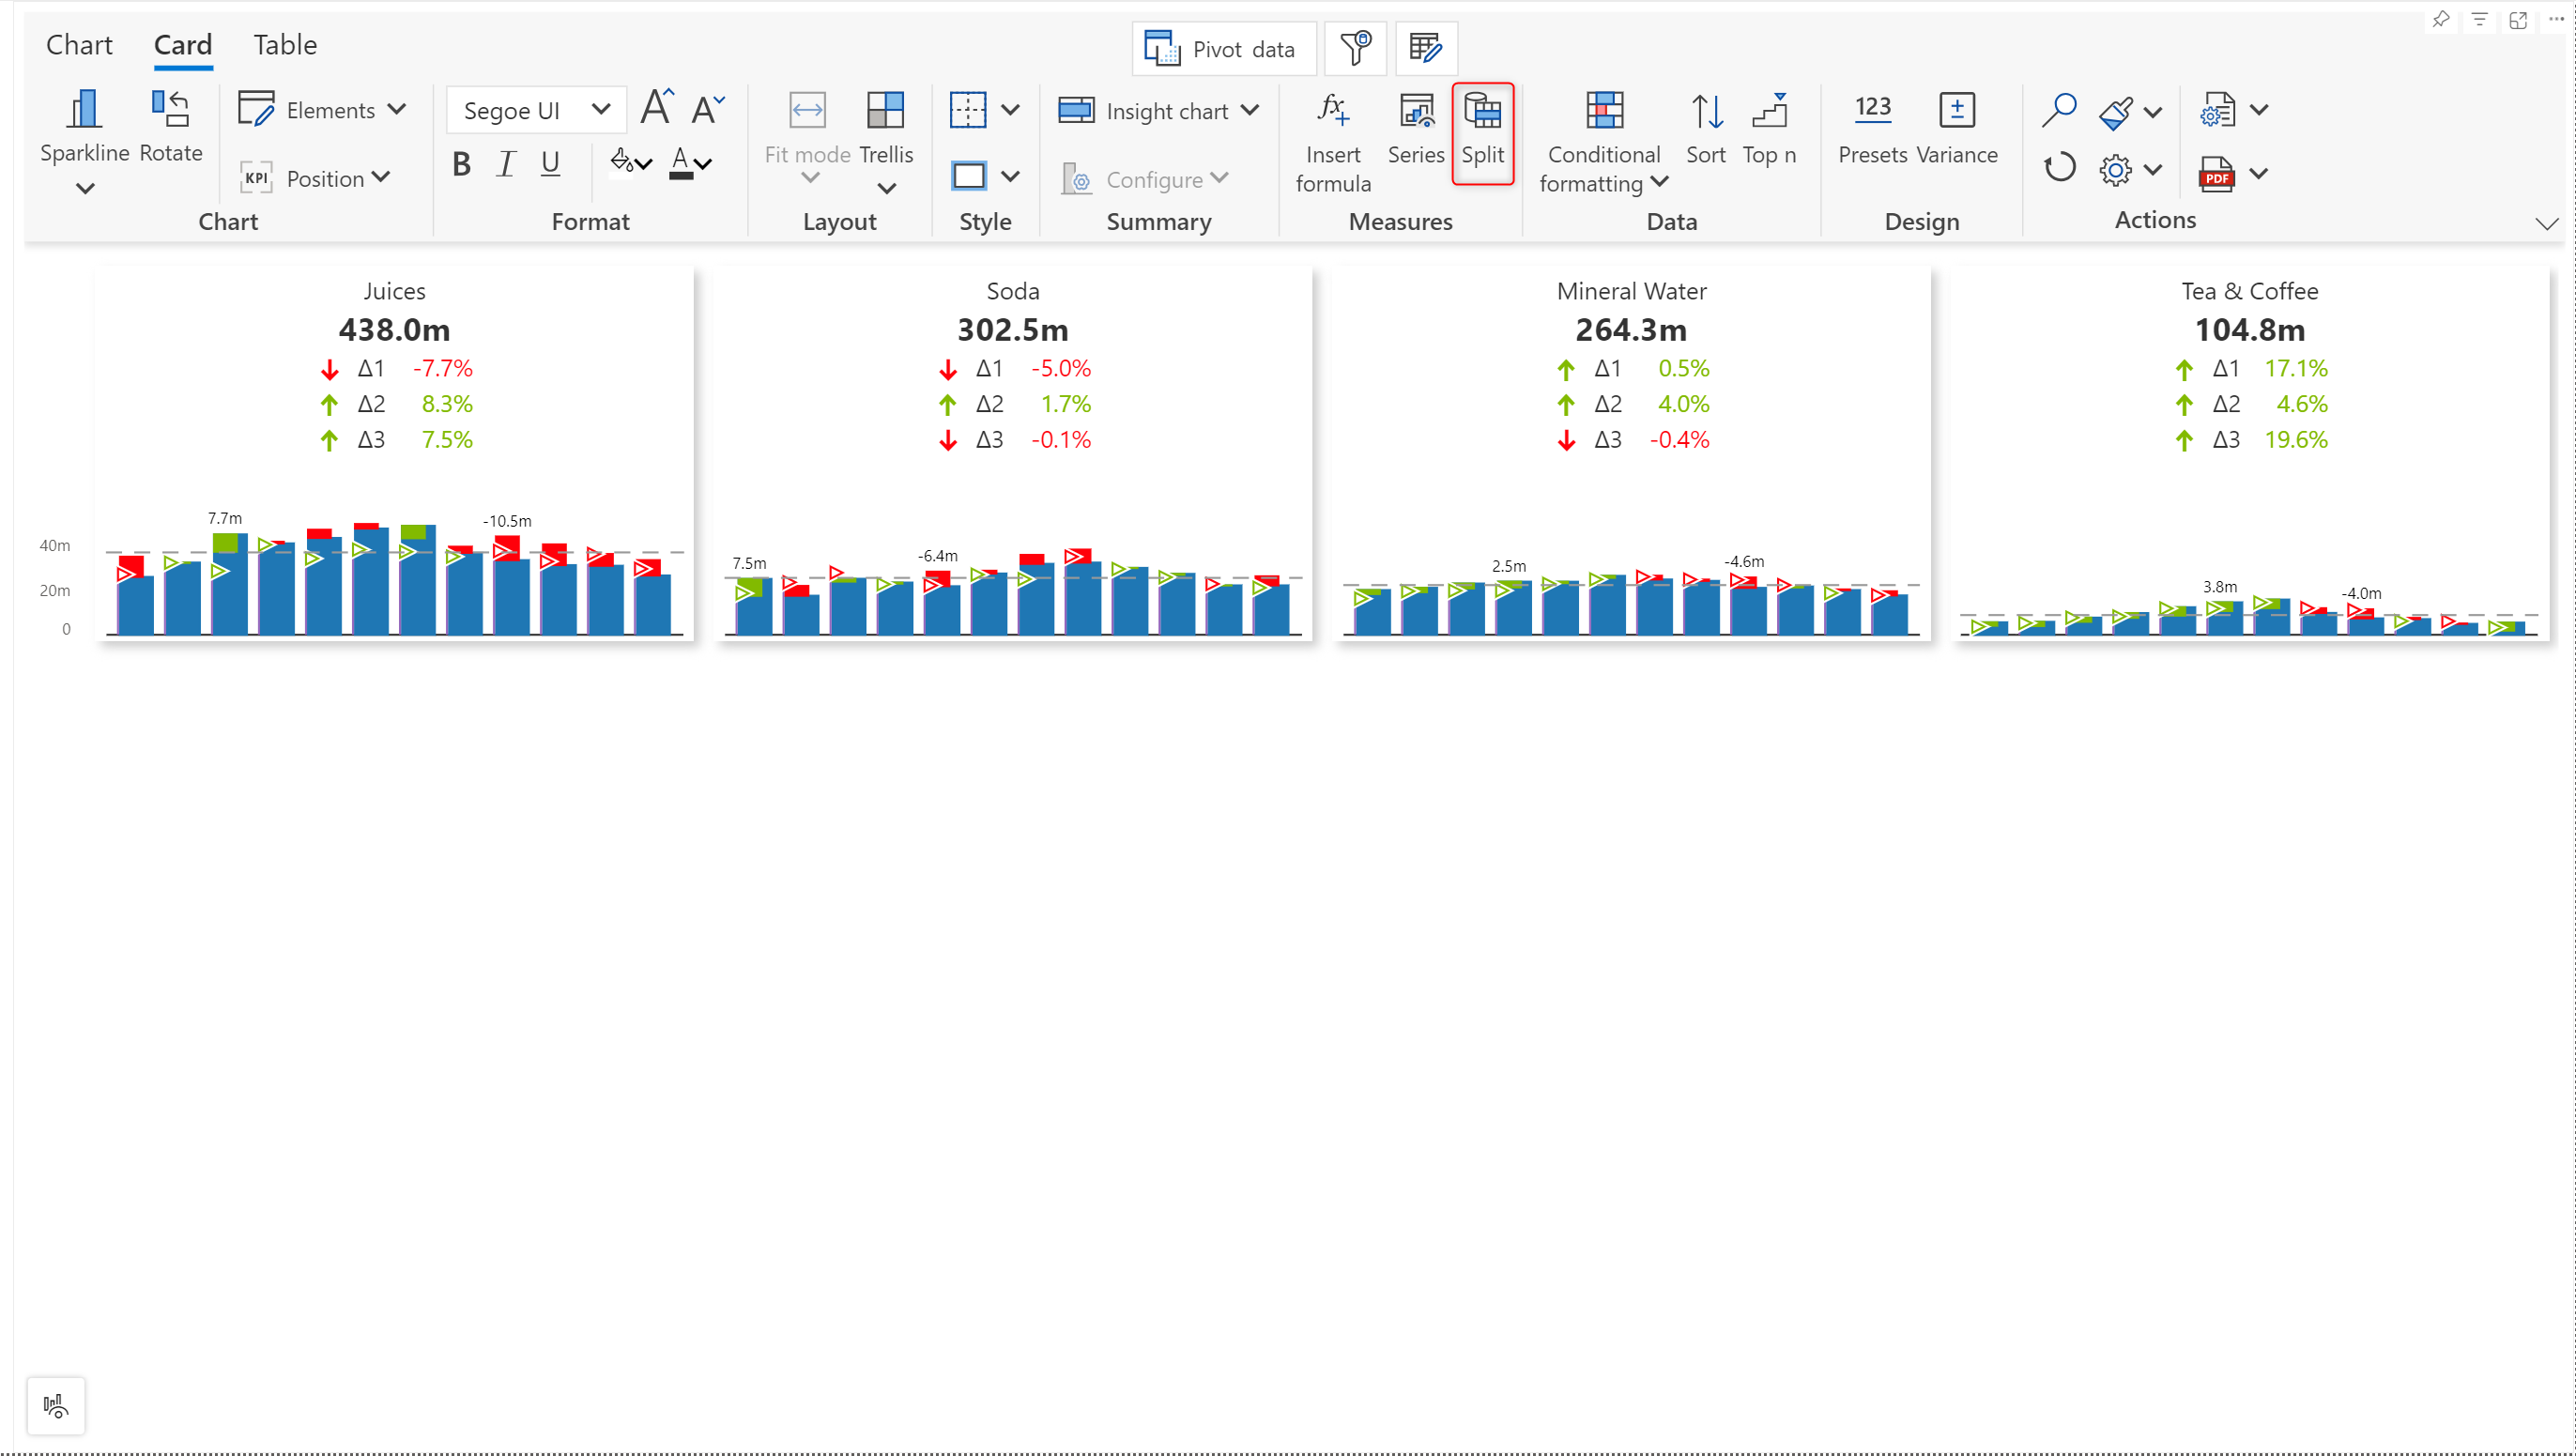 Chart Card Table
Pivot data
Sparkline
Rotate
Elements
KPI Position
Chart
Segoe UI A A
B I U A
Format
Fit mode
Trellis
Layout
Style
Insight chart
Configure
Summary
fx
Insert
formula
Series
Split
Measures
Conditional
formatting
Sort
Top n
Data
123
Presets
Variance
Design
PDF
Actions
Juices
438.0m
Δ1 -7.7%
Δ2 8.3%
Δ3 7.5%
7.7m
-10.5m
40m
20m
0
Soda
302.5m
Δ1 -5.0%
Δ2 1.7%
Δ3 -0.1%
7.5m
-6.4m
Mineral Water
264.3m
Δ1 0.5%
Δ2 4.0%
Δ3 -0.4%
2.5m
-4.6m
Tea & Coffee
104.8m
Δ1 17.1%
Δ2 4.6%
Δ3 19.6%
3.8m
-4.0m